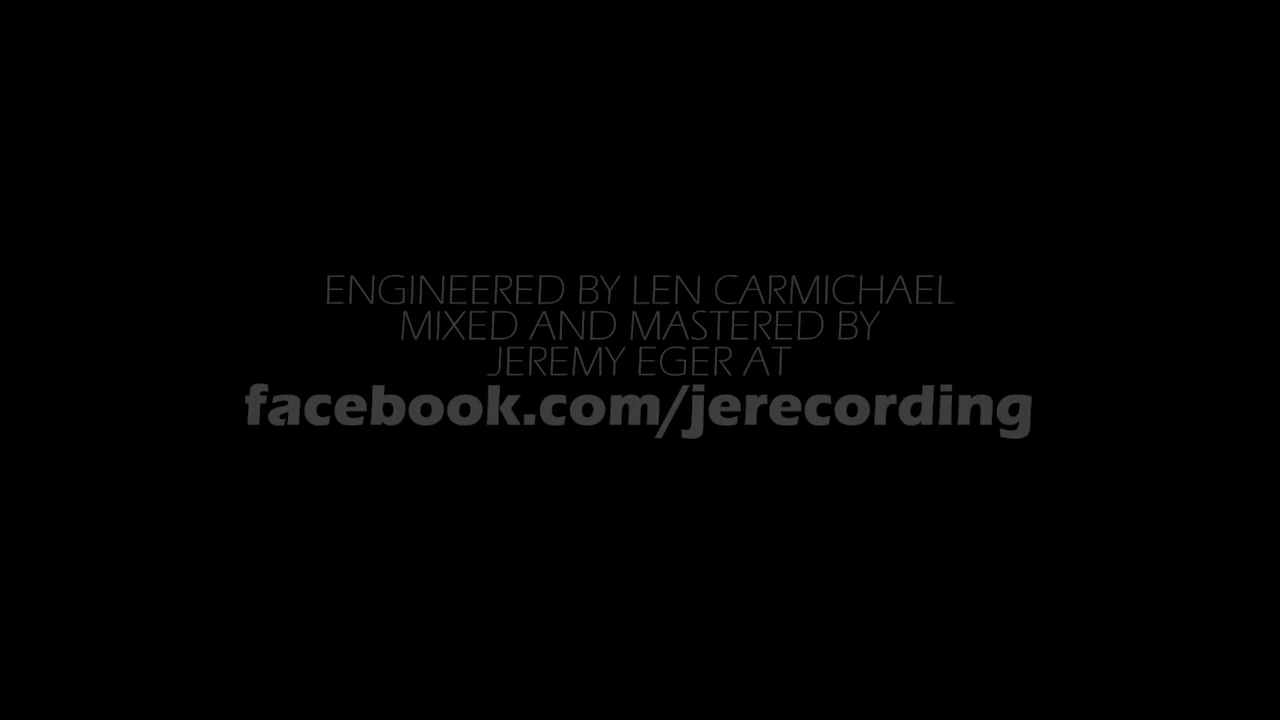 ENGINEERED BY LEN CARMICHAEL
MIXED AND MASTERED BY
JEREMY EGER AT
facebook.com/jerecording